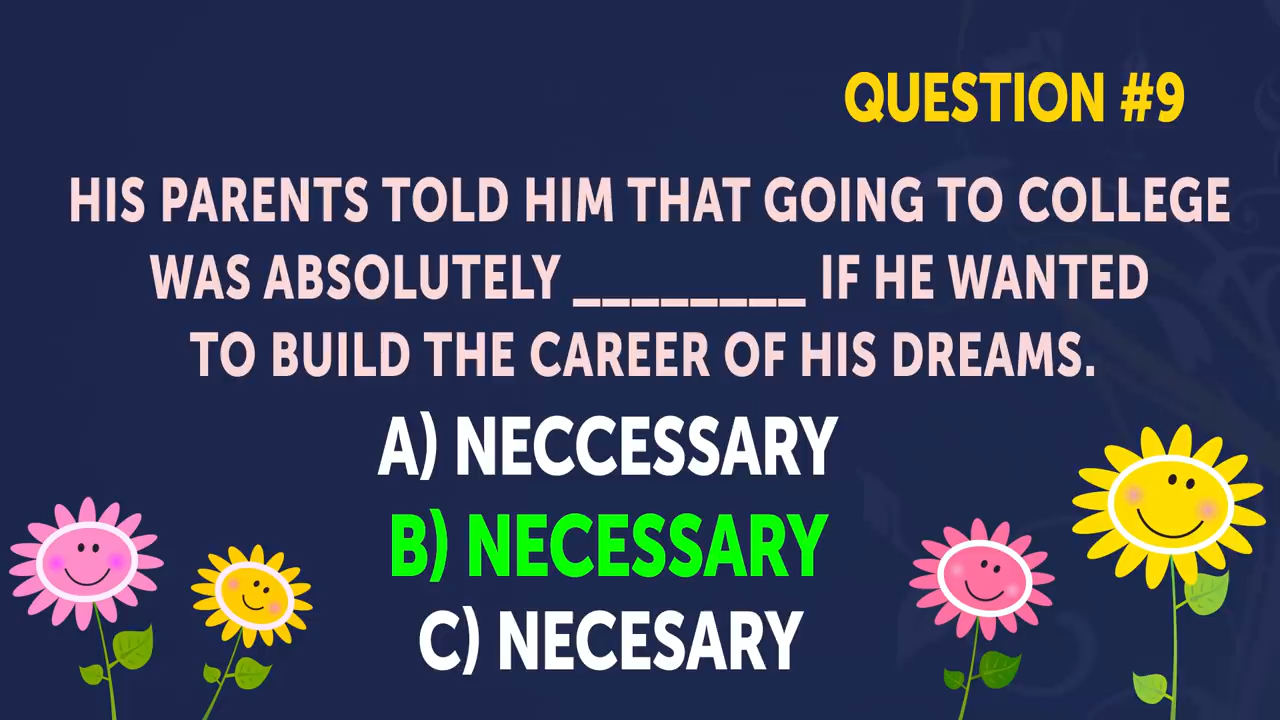 QUESTION #9
HIS PARENTS TOLD HIM THAT GOING TO COLLEGE
WAS ABSOLUTELY ________ IF HE WANTED
TO BUILD THE CAREER OF HIS DREAMS.
A) NECCESSARY
B) NECESSARY
C) NECESARY